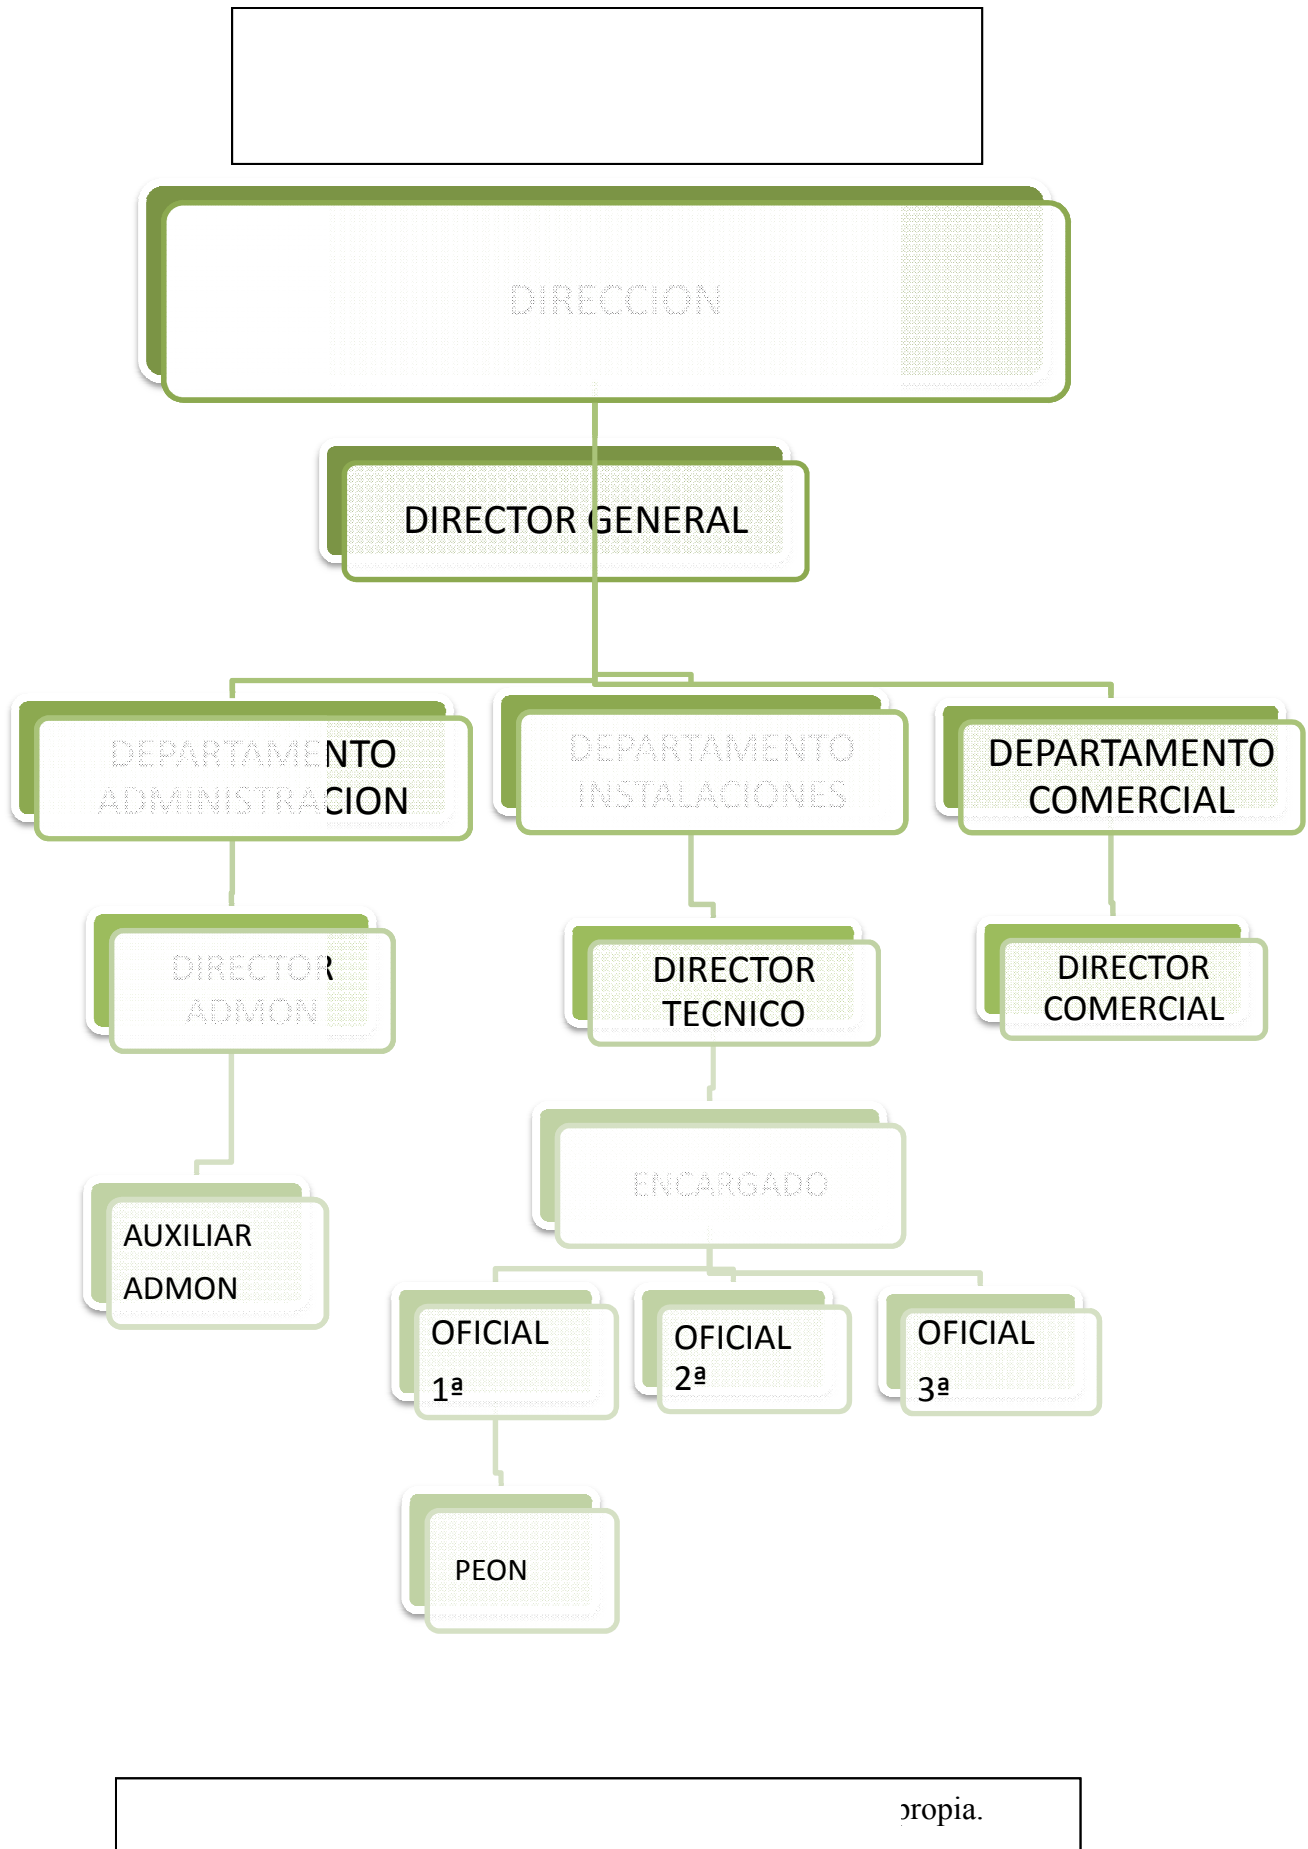 DIRECCION
DIRECTOR GENERAL
DEPARTAMENTO
ADMINISTRACION
DEPARTAMENTO
INSTALACIONES
DEPARTAMENTO
COMERCIAL
DIRECTOR
ADMON
DIRECTOR
TECNICO
DIRECTOR
COMERCIAL
ENCARGADO
AUXILIAR
ADMON
OFICIAL
1ª
OFICIAL
2ª
OFICIAL
3ª
PEON
propia.